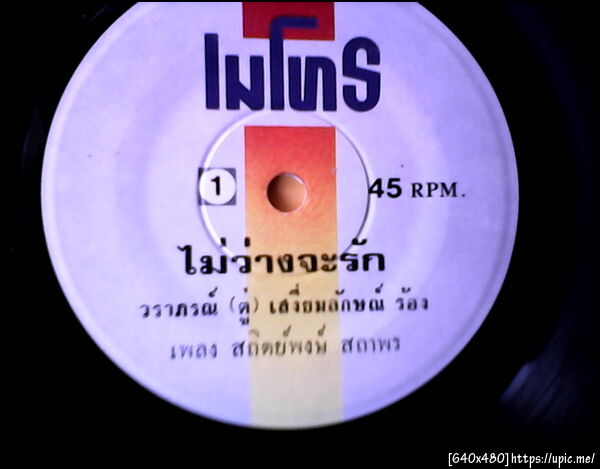 เมโทร
1
45 RPM.
ไม่ว่างจะรัก
วราภรณ์ (ตู่) เสงี่ยมลักษณ์ ร้อง
เพลง สถิตย์พงษ์ สถาพร
[640x480]https://upic.me/